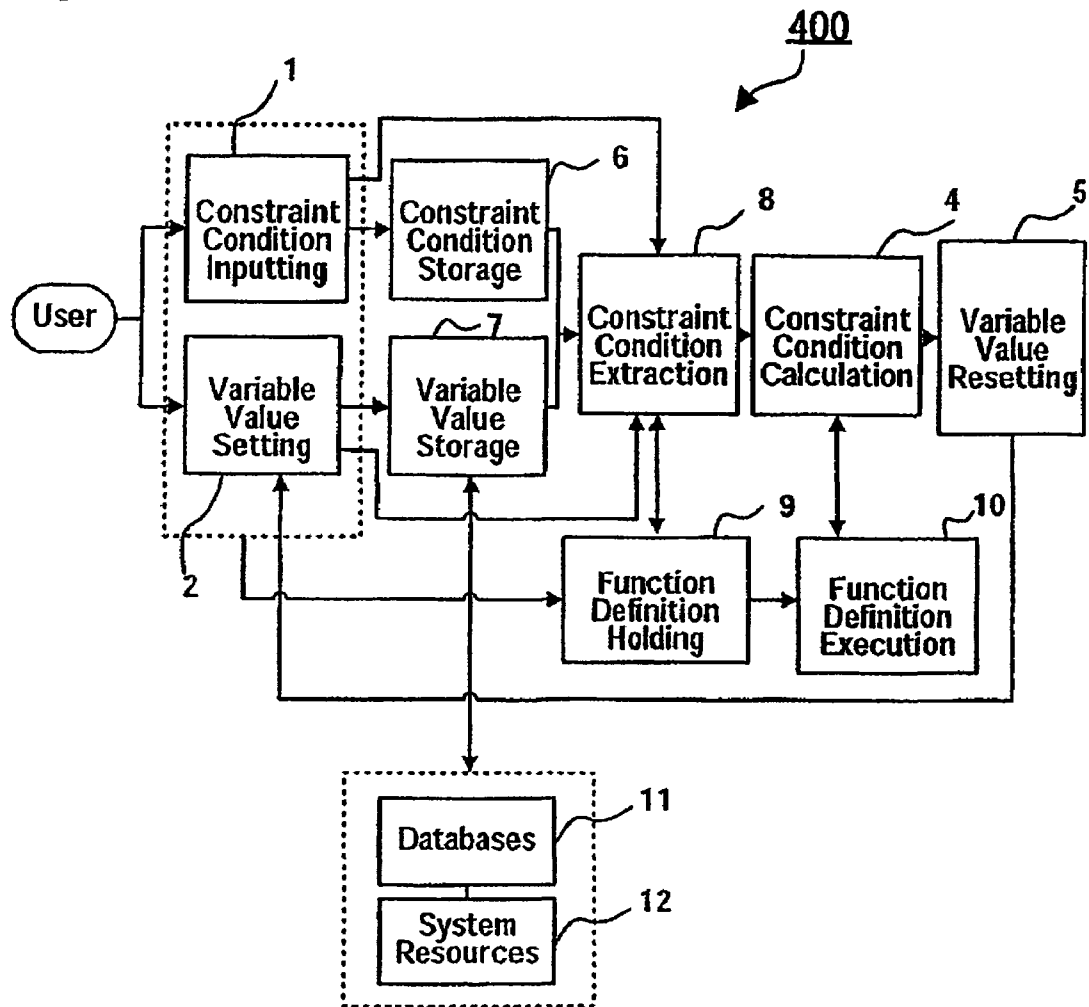 400
1
6
8
4
5
Constraint
Condition
Inputting
Constraint
Condition
Storage
User
7
Constraint
Condition
Extraction
Constraint
Condition
Calculation
Variable
Value
Resetting
Variable
Value
Setting
Variable
Value
Storage
2
9
10
Function
Definition
Holding
Function
Definition
Execution
11
Databases
12
System
Resources